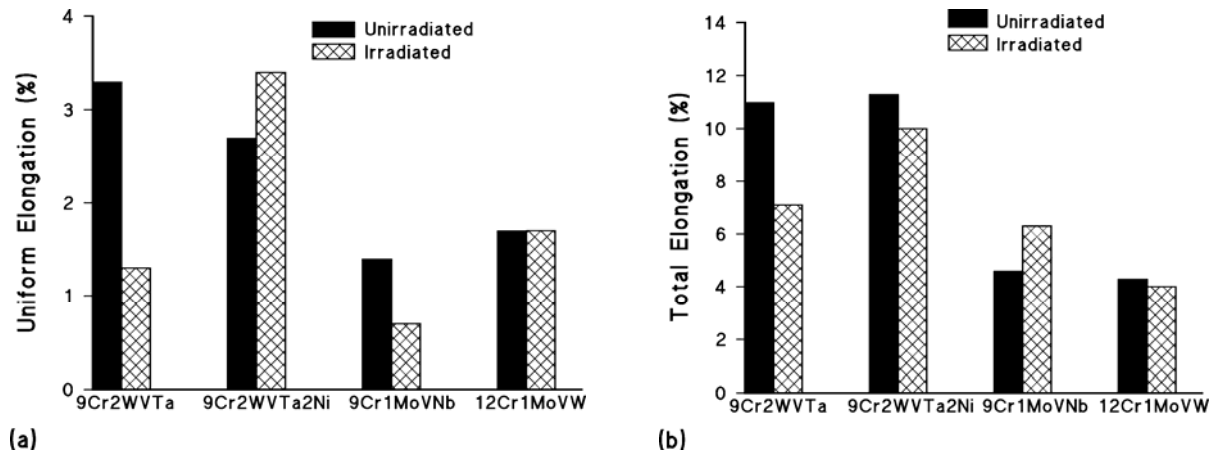 Uniform Elongation (%)
4
3
2
1
0
Unirradiated
Irradiated
9Cr2WVTa 9Cr2WVTa2Ni 9Cr1MoVNb 12Cr1MoVW
(a)
Total Elongation (%)
14
12
10
8
6
4
2
0
Unirradiated
Irradiated
9Cr2WVTa 9Cr2WVTa2Ni 9Cr1MoVNb 12Cr1MoVW
(b)